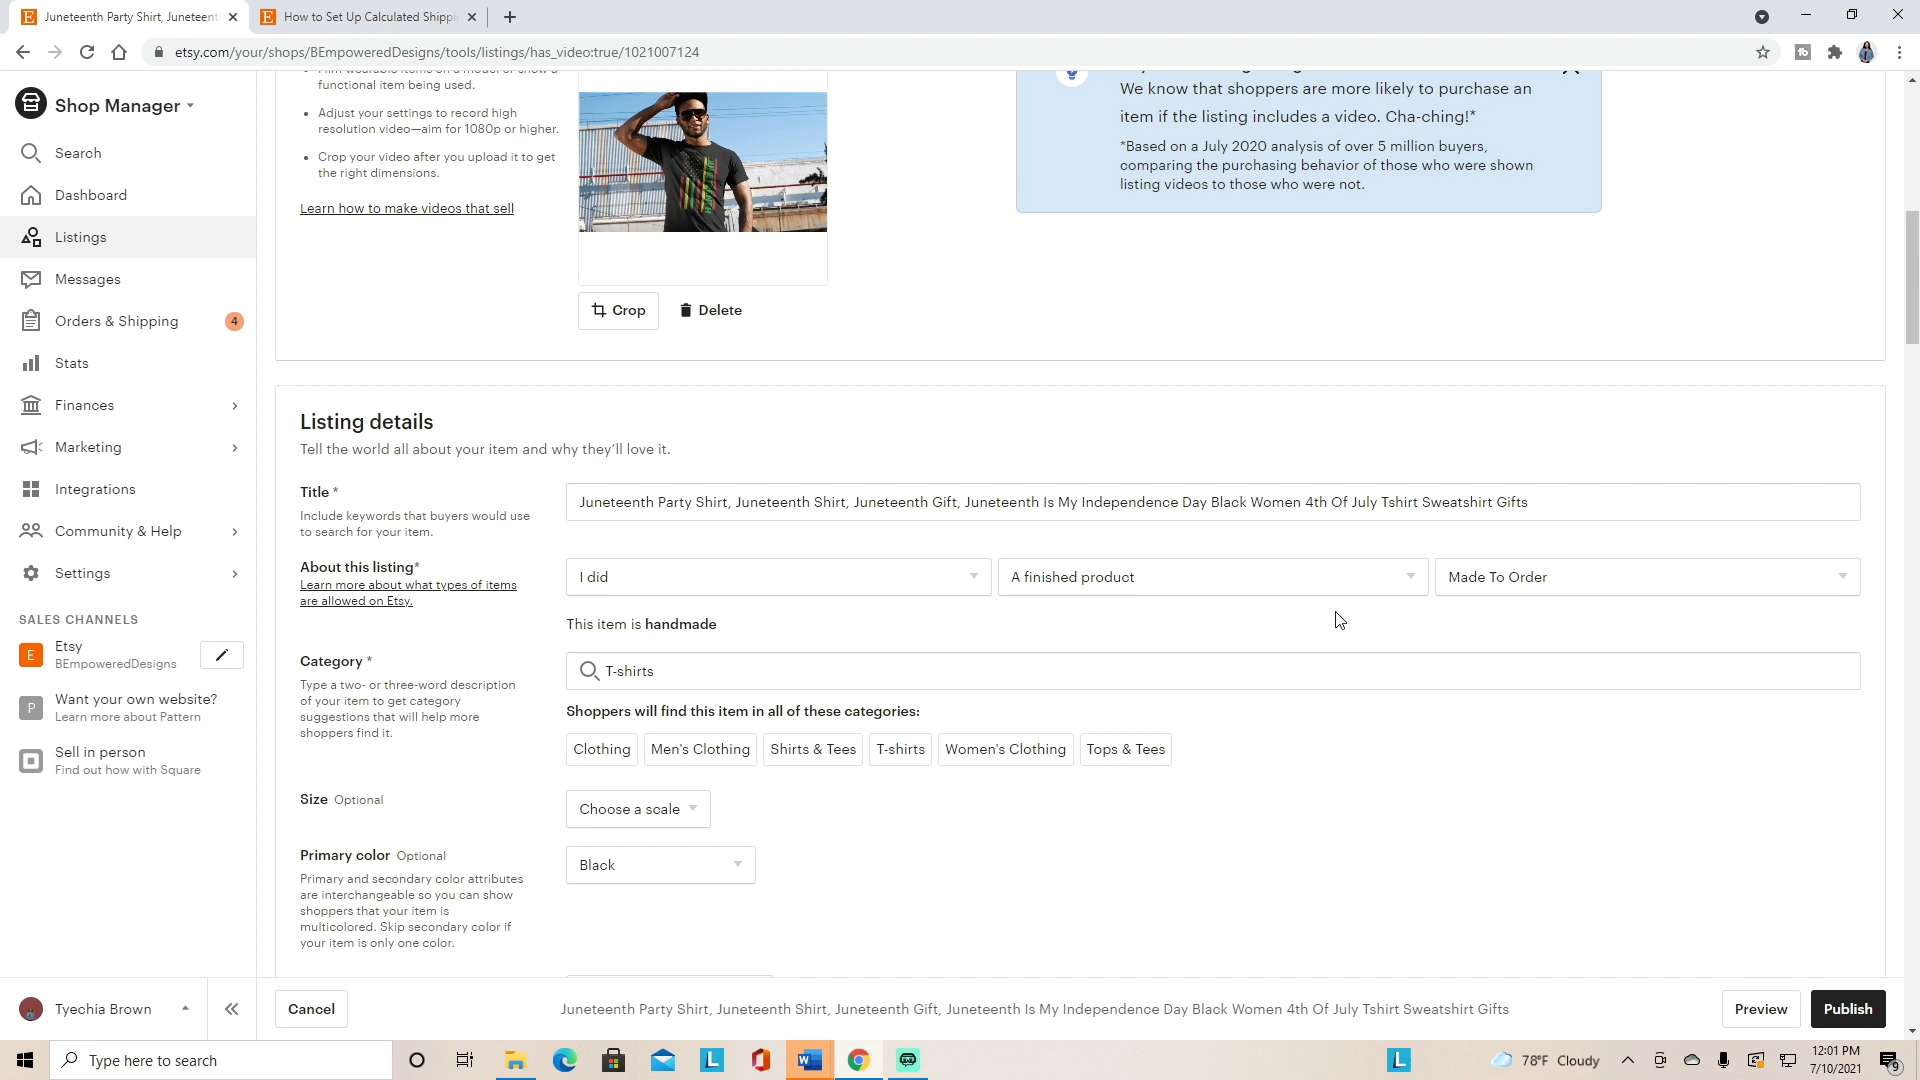 Juneteenth Party Shirt, Juneteent
How to Set Up Calculated Shippi
etsy.com/your/shops/BEmpoweredDesigns/tools/listings/has_video:true/1021007124
Shop Manager
Search
Dashboard
Listings
Messages
Orders & Shipping 4
Stats
Finances
Marketing
Integrations
Community & Help
Settings
SALES CHANNELS
E
Etsy
BEmpoweredDesigns
P
Want your own website?
Learn more about Pattern
Sell in person
Find out how with Square
Tyechia Brown
functional item being used.
• Adjust your settings to record high
resolution video—aim for 1080p or higher.
• Crop your video after you upload it to get
the right dimensions.
Learn how to make videos that sell
Crop
Delete
We know that shoppers are more likely to purchase an
item if the listing includes a video. Cha-ching!*
*Based on a July 2020 analysis of over 5 million buyers,
comparing the purchasing behavior of those who were shown
listing videos to those who were not.
Listing details
Tell the world all about your item and why they'll love it.
Title *
Include keywords that buyers would use
to search for your item.
Juneteenth Party Shirt, Juneteenth Shirt, Juneteenth Gift, Juneteenth Is My Independence Day Black Women 4th Of July Tshirt Sweatshirt Gifts
About this listing*
Learn more about what types of items
are allowed on Etsy.
I did
A finished product
Made To Order
This item is handmade
Category *
Type a two- or three-word description
of your item to get category
suggestions that will help more
shoppers find it.
T-shirts
Shoppers will find this item in all of these categories:
Clothing
Men's Clothing
Shirts & Tees
T-shirts
Women's Clothing
Tops & Tees
Size Optional
Choose a scale
Primary color Optional
Primary and secondary color attributes
are interchangeable so you can show
shoppers that your item is
multicolored. Skip secondary color if
your item is only one color.
Black
Cancel
Juneteenth Party Shirt, Juneteenth Shirt, Juneteenth Gift, Juneteenth Is My Independence Day Black Women 4th Of July Tshirt Sweatshirt Gifts
Preview
Publish
Type here to search
78°F Cloudy
12:01 PM
7/10/2021
9